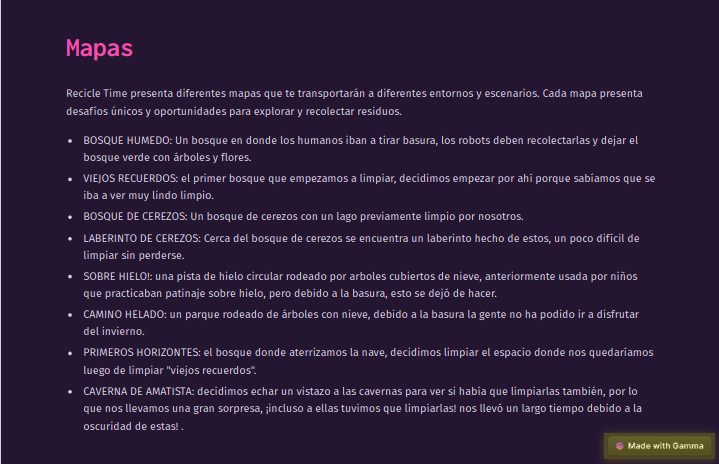 Mapas
Recicle Time presenta diferentes mapas que te transportarán a diferentes entornos y escenarios. Cada mapa presenta
desafíos únicos y oportunidades para explorar y recolectar residuos.
• BOSQUE HUMEDO: Un bosque en donde los humanos iban a tirar basura, los robots deben recolectarlas y dejar el
bosque verde con árboles y flores.
• VIEJOS RECUERDOS: el primer bosque que empezamos a limpiar, decidimos empezar por ahí porque sabíamos que se
iba a ver muy lindo limpio.
• BOSQUE DE CEREZOS: Un bosque de cerezos con un lago previamente limpio por nosotros.
• LABERINTO DE CEREZOS: Cerca del bosque de cerezos se encuentra un laberinto hecho de estos, un poco difícil de
limpiar sin perderse.
• SOBRE HIELO!: una pista de hielo circular rodeado por arboles cubiertos de nieve, anteriormente usada por niños
que practicaban patinaje sobre hielo, pero debido a la basura, esto se dejó de hacer.
• CAMINO HELADO: un parque rodeado de árboles con nieve, debido a la basura la gente no ha podido ir a disfrutar
del invierno.
• PRIMEROS HORIZONTES: el bosque donde aterrizamos la nave, decidimos limpiar el espacio donde nos quedaríamos
luego de limpiar "viejos recuerdos".
• CAVERNA DE AMATISTA: decidimos echar un vistazo a las cavernas para ver si había que limpiarlas también, por lo
que nos llevamos una gran sorpresa, ¡incluso a ellas tuvimos que limpiarlas! nos llevó un largo tiempo debido a la
oscuridad de estas! .
Made with Gamma